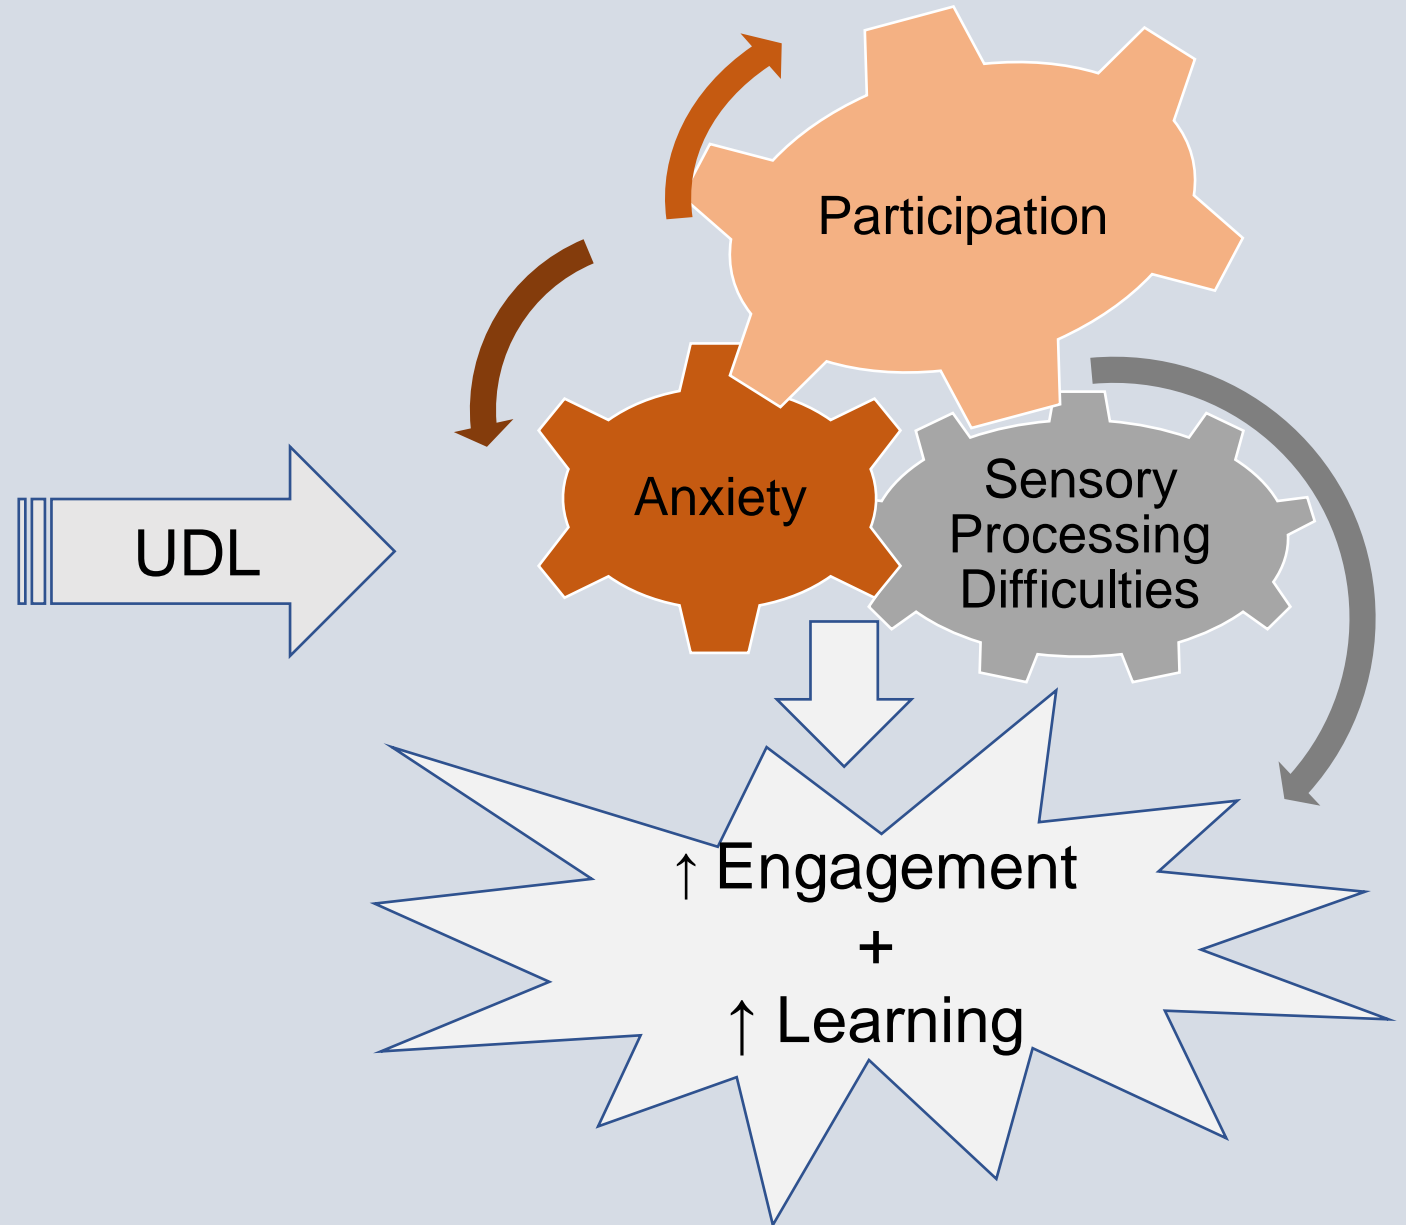 Participation
Anxiety
Sensory
Processing
Difficulties
UDL
↑ Engagement
+
↑ Learning